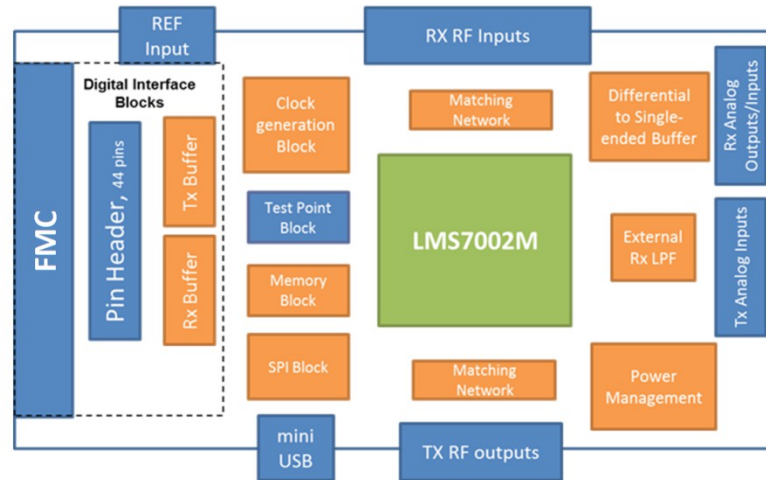 REF
Input
RX RF Inputs
Digital Interface
Blocks
FMC
Pin Header, 44 pins
Tx Buffer
Rx Buffer
Clock
generation
Block
Test Point
Block
Memory
Block
SPI Block
Matching
Network
LMS7002M
Matching
Network
Differential
to Single-
ended Buffer
External
Rx LPF
Power
Management
Rx Analog
Outputs/Inputs
Tx Analog Inputs
mini
USB
TX RF outputs